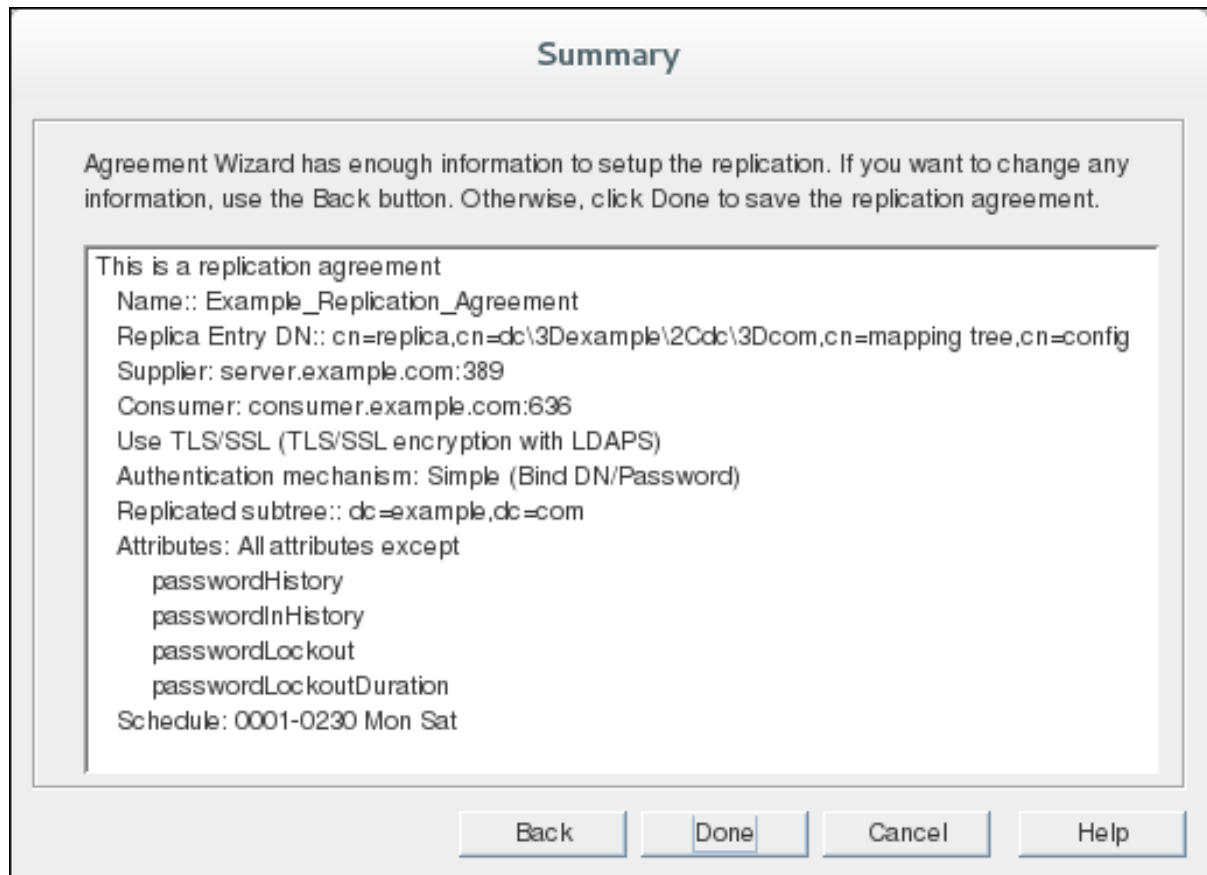 Summary
Agreement Wizard has enough information to setup the replication. If you want to change any
information, use the Back button. Otherwise, click Done to save the replication agreement.
This is a replication agreement
Name:: Example_Replication_Agreement
Replica Entry DN:: cn=replica,cn=dc\3Dexample\2Cdc\3Dcom,cn=mapping tree,cn=config
Supplier: server.example.com:389
Consumer: consumer.example.com:636
Use TLS/SSL (TLS/SSL encryption with LDAPS)
Authentication mechanism: Simple (Bind DN/Password)
Replicated subtree:: dc=example,dc=com
Attributes: All attributes except
passwordHistory
passwordInHistory
passwordLockout
passwordLockoutDuration
Schedule: 0001-0230 Mon Sat
Back Done Cancel Help